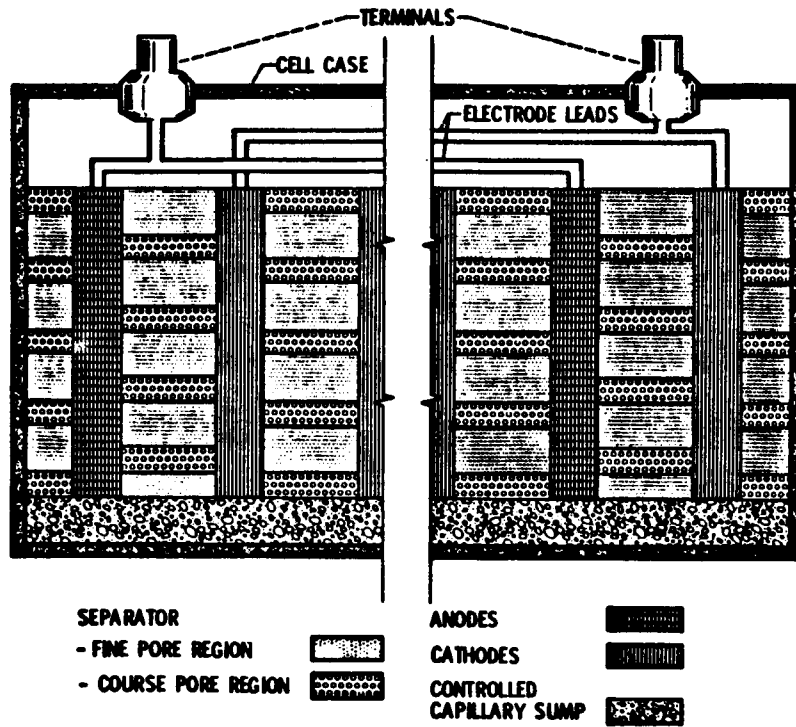 TERMINALS
CELL CASE
ELECTRODE LEADS
SEPARATOR
- FINE PORE REGION
- COURSE PORE REGION
ANODES
CATHODES
CONTROLLED
CAPILLARY SUMP